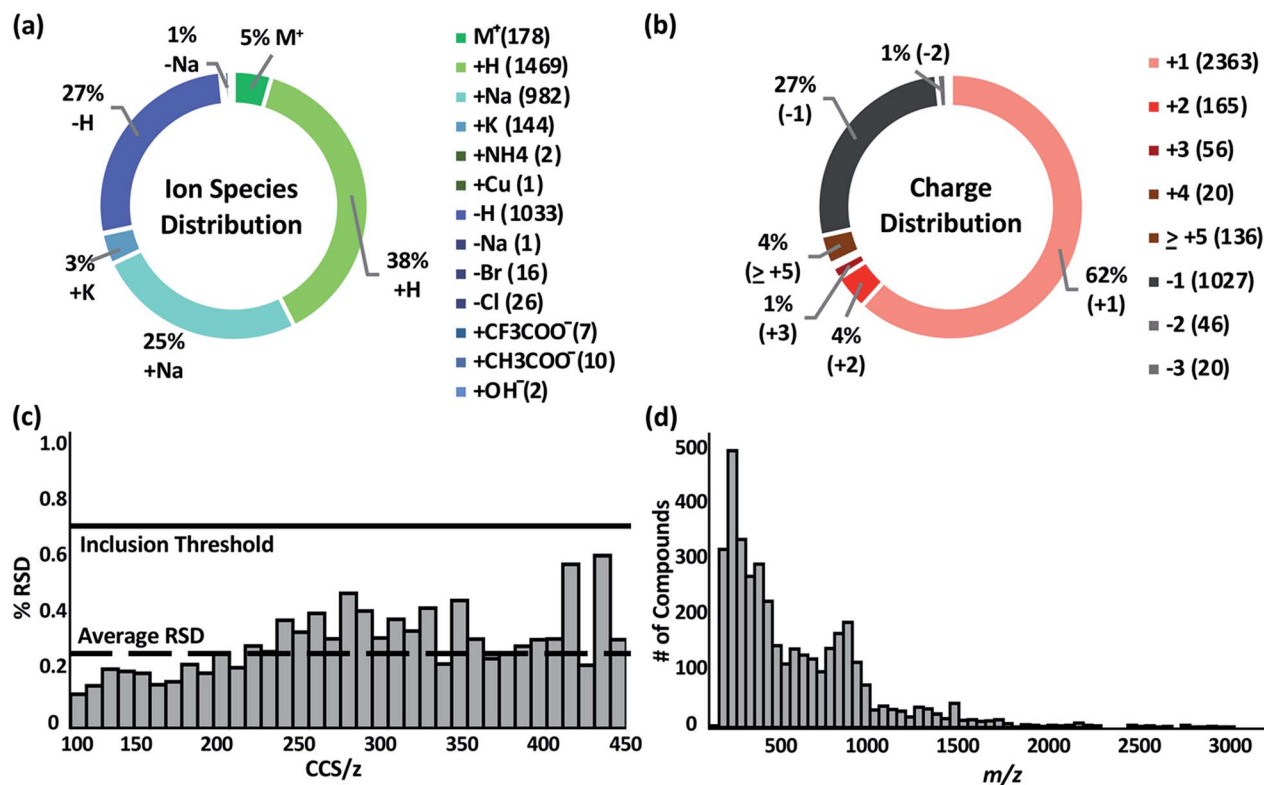 (a)
1%
-Na
5% M⁺
27%
-H
Ion Species
Distribution
3%
+K
38%
+H
25%
+Na
M⁺(178)
+H (1469)
+Na (982)
+K (144)
+NH4 (2)
+Cu (1)
-H (1033)
-Na (1)
-Br (16)
-Cl (26)
+CF3COO⁻(7)
+CH3COO⁻(10)
+OH⁻(2)
(b)
1% (-2)
27%
(-1)
Charge
Distribution
4%
(≥ +5)
1%
(+3)
4%
(+2)
62%
(+1)
+1 (2363)
+2 (165)
+3 (56)
+4 (20)
≥ +5 (136)
-1 (1027)
-2 (46)
-3 (20)
(c)
1.0
0.8
0.6
0.4
0.2
0
% RSD
Inclusion Threshold
Average RSD
100 150 200 250 300 350 400 450
CCS/z
(d)
500
400
300
200
100
0
# of Compounds
500 1000 1500 2000 2500 3000
m/z